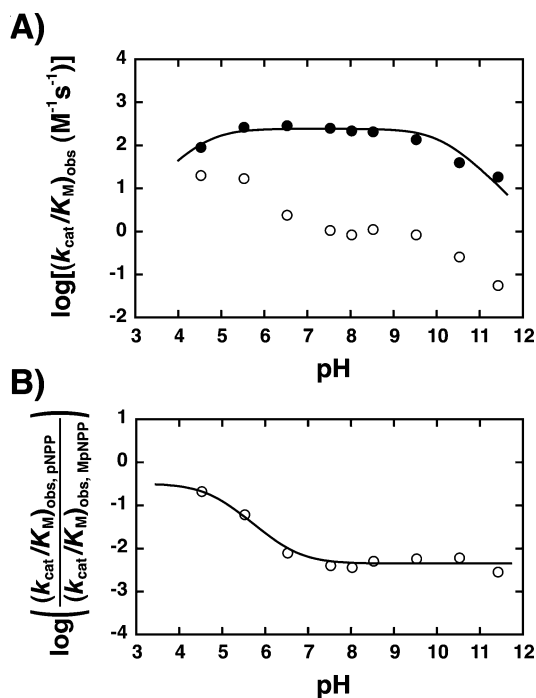 A)
log[(kcat/KM)obs (M-1s-1)]
4
3
2
1
0
-1
-2
3 4 5 6 7 8 9 10 11 12
pH
B)
log((kcat/KM)obs, pNPP
(kcat/KM)obs, MpNPP)
1
0
-1
-2
-3
-4
3 4 5 6 7 8 9 10 11 12
pH